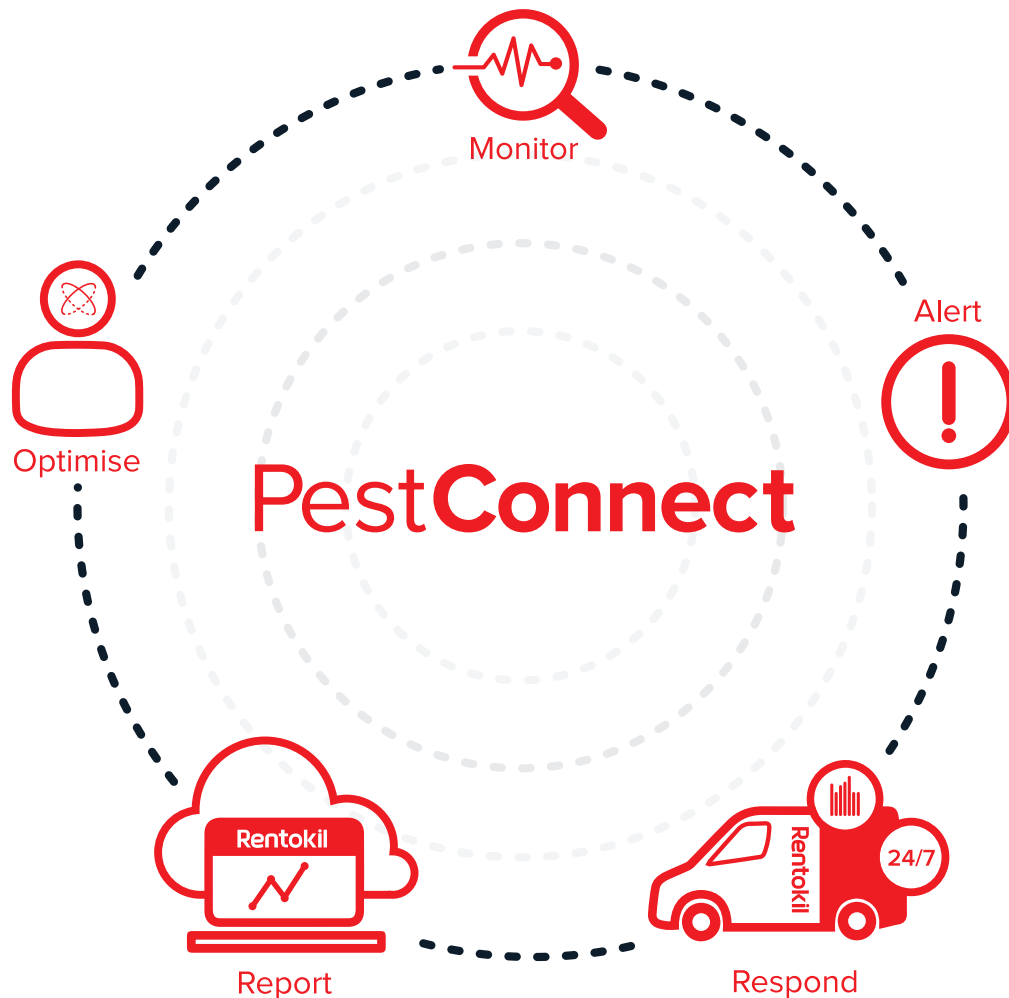 Monitor
Alert
Optimise
PestConnect
Rentokil
Rentokil
24/7
Report
Respond